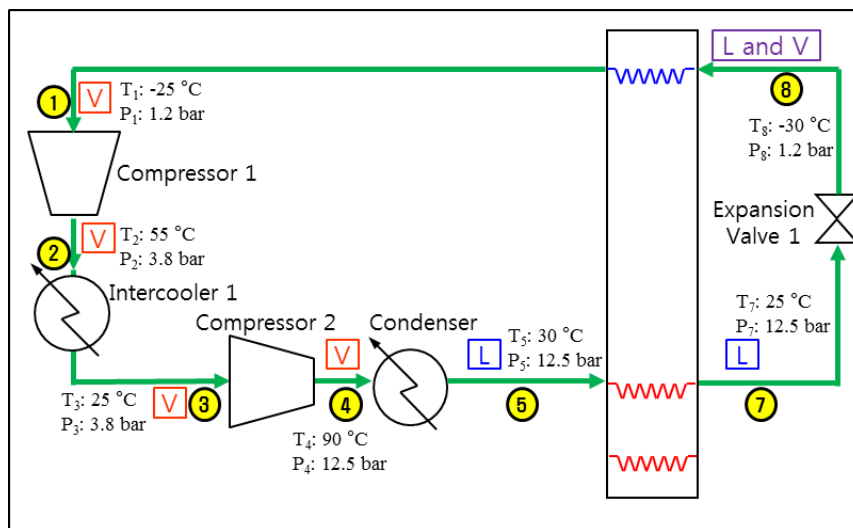 L and V
1
V
T1: -25 °C
P1: 1.2 bar
8
T8: -30 °C
P8: 1.2 bar
Compressor 1
Expansion
Valve 1
2
V
T2: 55 °C
P2: 3.8 bar
Intercooler 1
Compressor 2
Condenser
V
L
T5: 30 °C
P5: 12.5 bar
T7: 25 °C
P7: 12.5 bar
L
T3: 25 °C
P3: 3.8 bar
V
3
4
5
7
T4: 90 °C
P4: 12.5 bar